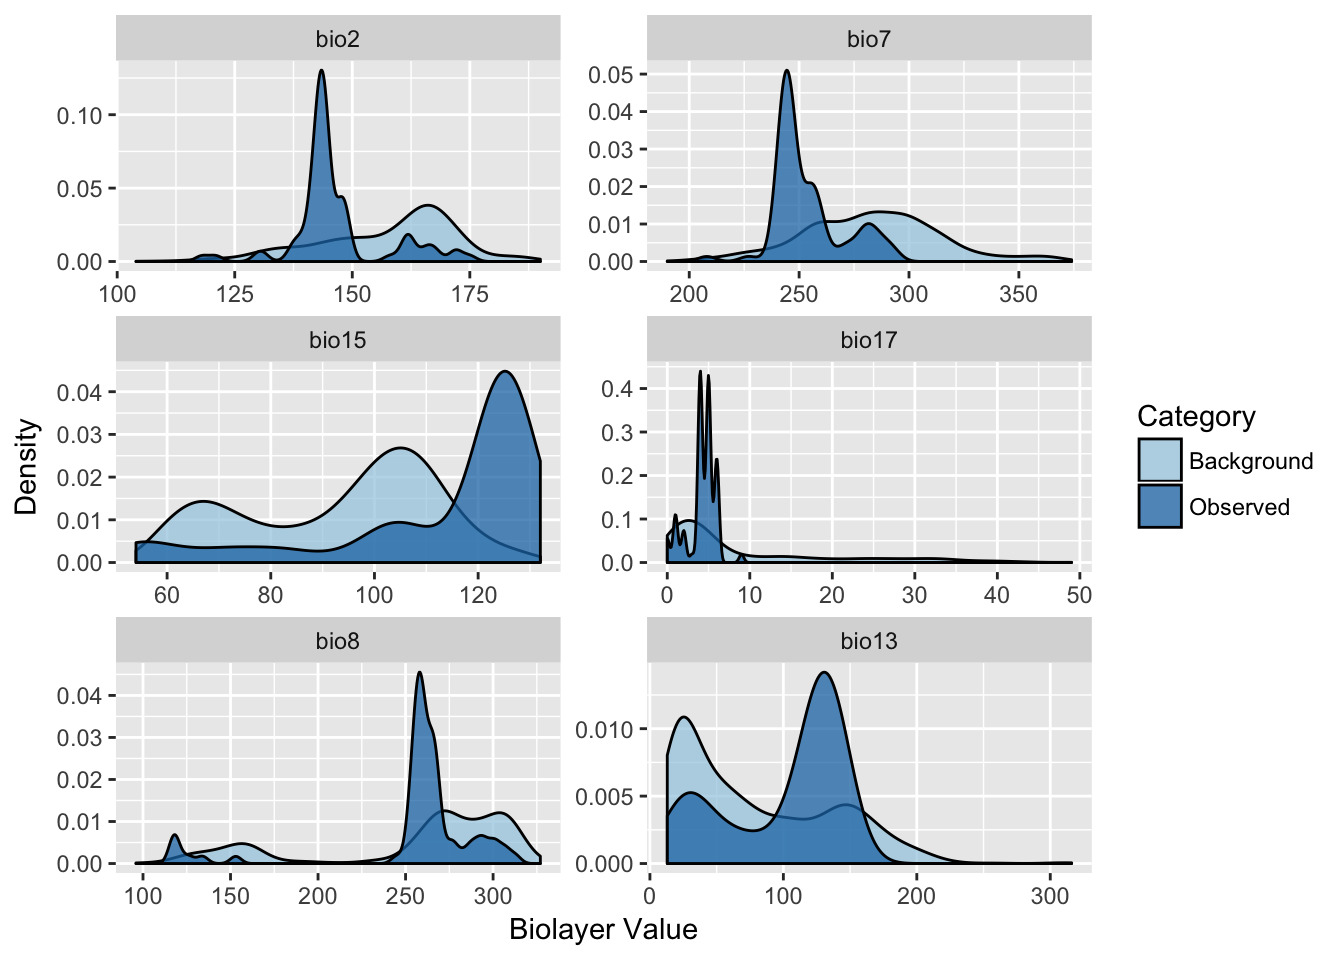 bio2
bio7
0.10
0.05
0.00
100 125 150 175
0.05
0.04
0.03
0.02
0.01
0.00
200 250 300 350
bio15
bio17
0.04
0.03
0.02
0.01
0.00
60 80 100 120
0.4
0.3
0.2
0.1
0.0
0 10 20 30 40 50
bio8
bio13
0.04
0.03
0.02
0.01
0.00
100 150 200 250 300
0.010
0.005
0.000
0 100 200 300
Density
Biolayer Value
Category
Background
Observed